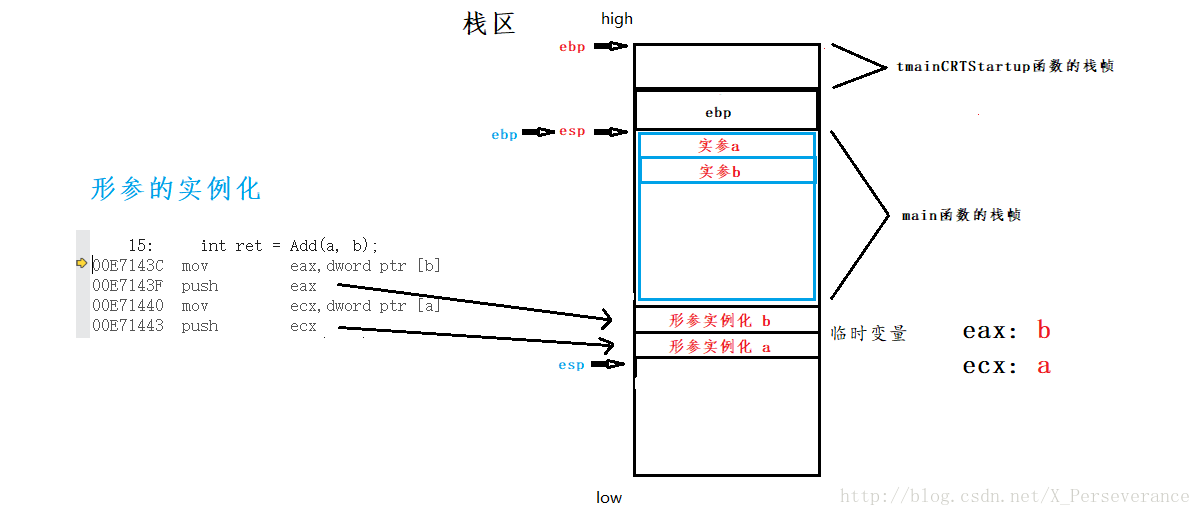 栈区
high
ebp
tmainCRTStartup函数的栈帧
ebp
ebp
esp
实参a
实参b
形参的实例化
main函数的栈帧
15: int ret = Add(a, b);
00E7143C mov eax,dword ptr [b]
00E7143F push eax
00E71440 mov ecx,dword ptr [a]
00E71443 push ecx
形参实例化 b
形参实例化 a
临时变量
eax: b
ecx: a
esp
low
http://blog.csdn.net/X_Perseverance